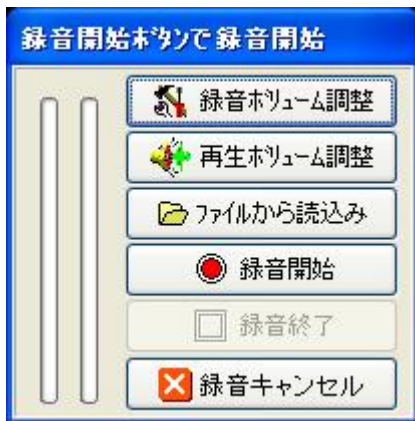 録音開始ﾎﾞﾀﾝで録音開始
録音ﾎﾞﾘｭｰﾑ調整
再生ﾎﾞﾘｭｰﾑ調整
ﾌｧｲﾙから読込み
録音開始
録音終了
録音キャンセル